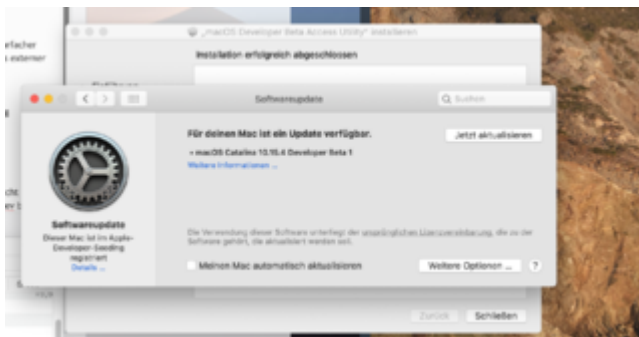 rfacher
s externer
„macOS Developer Beta Access Utility“ installieren
Installation erfolgreich abgeschlossen
Softwareupdate
Suchen
Für deinen Mac ist ein Update verfügbar.
Jetzt aktualisieren
• macOS Catalina 10.15.4 Developer Beta 1
Weitere Informationen ...
Softwareupdate
Dieser Mac ist im Apple-
Developer-Seeding
registriert
Details ...
Die Verwendung dieser Software unterliegt der ursprünglichen Lizenzvereinbarung, die zu der
Software gehört, die aktualisiert werden soll.
Meinen Mac automatisch aktualisieren
Weitere Optionen ...
?
Zurück
Schließen